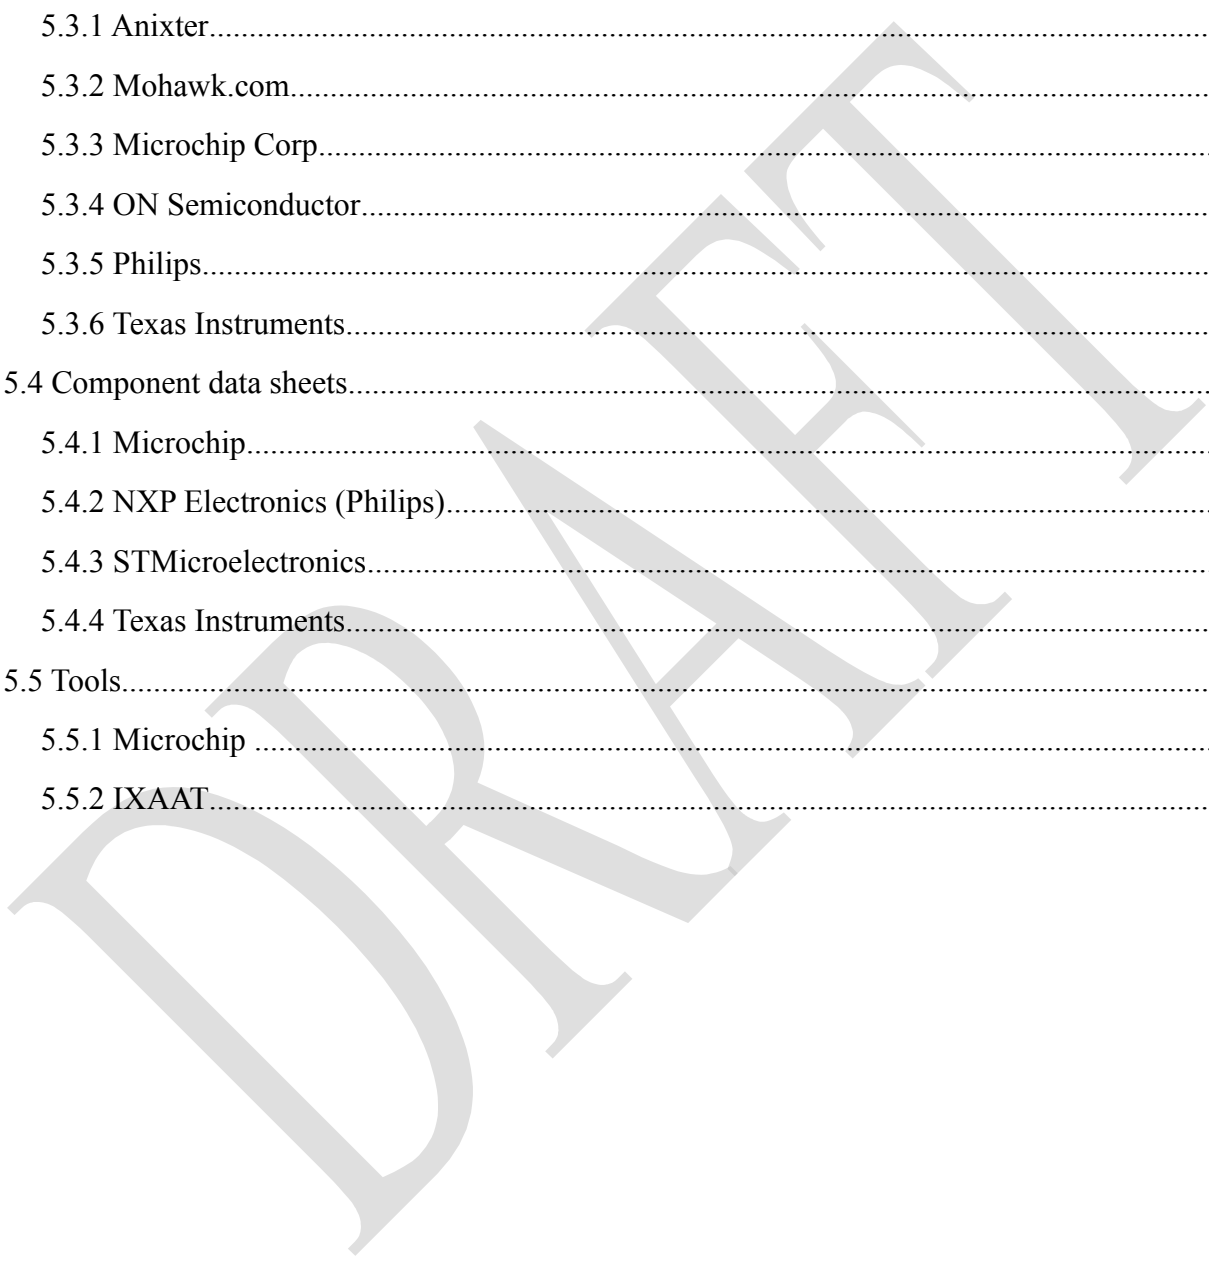 5.3.1 Anixter................................................................................................................................
5.3.2 Mohawk.com.....................................................................................................................
5.3.3 Microchip Corp.................................................................................................................
5.3.4 ON Semiconductor...........................................................................................................
5.3.5 Philips................................................................................................................................
5.3.6 Texas Instruments.............................................................................................................
5.4 Component data sheets...........................................................................................................
5.4.1 Microchip..........................................................................................................................
5.4.2 NXP Electronics (Philips)................................................................................................
5.4.3 STMicroelectronics..........................................................................................................
5.4.4 Texas Instruments.............................................................................................................
5.5 Tools..........................................................................................................................................
5.5.1 Microchip .........................................................................................................................
5.5.2 IXAAT................................................................................................................................
DRAFT